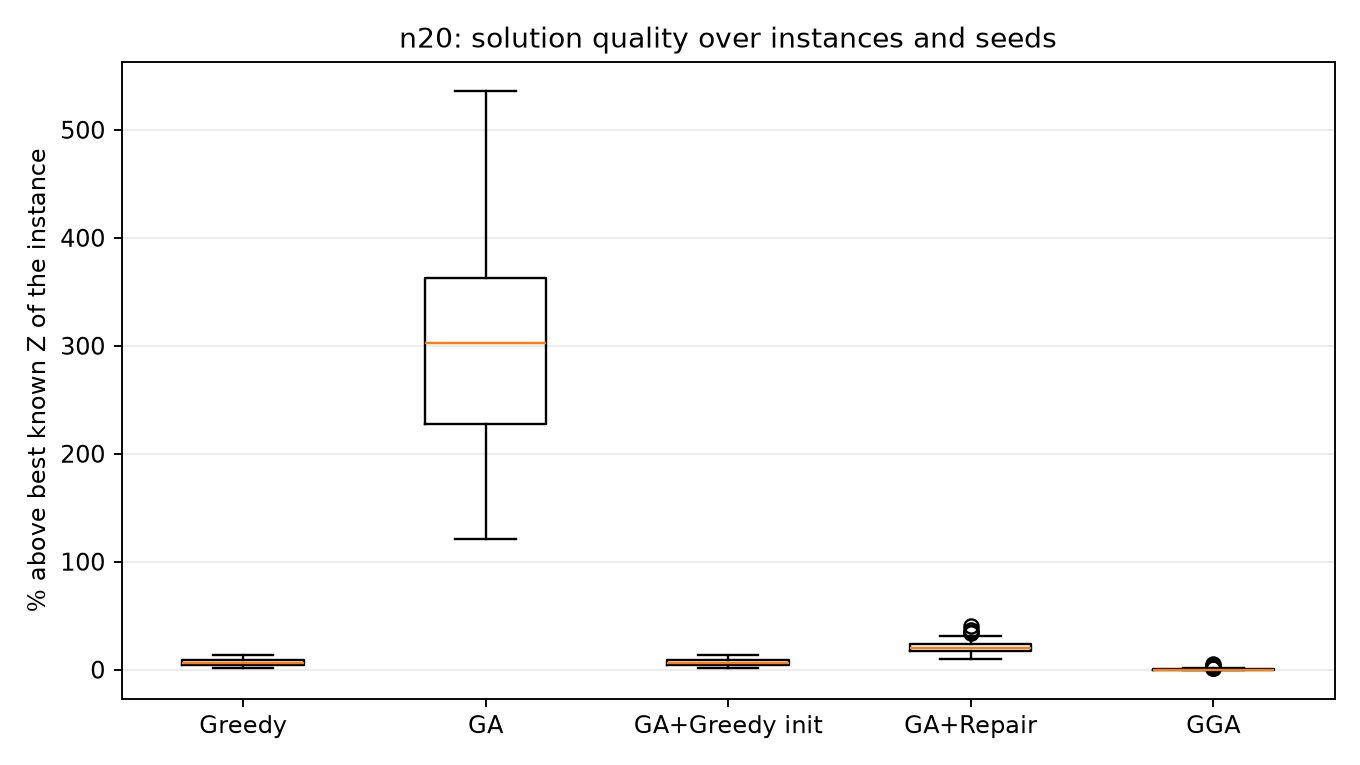 n20: solution quality over instances and seeds
% above best known Z of the instance
500
400
300
200
100
0
Greedy
GA
GA+Greedy init
GA+Repair
GGA